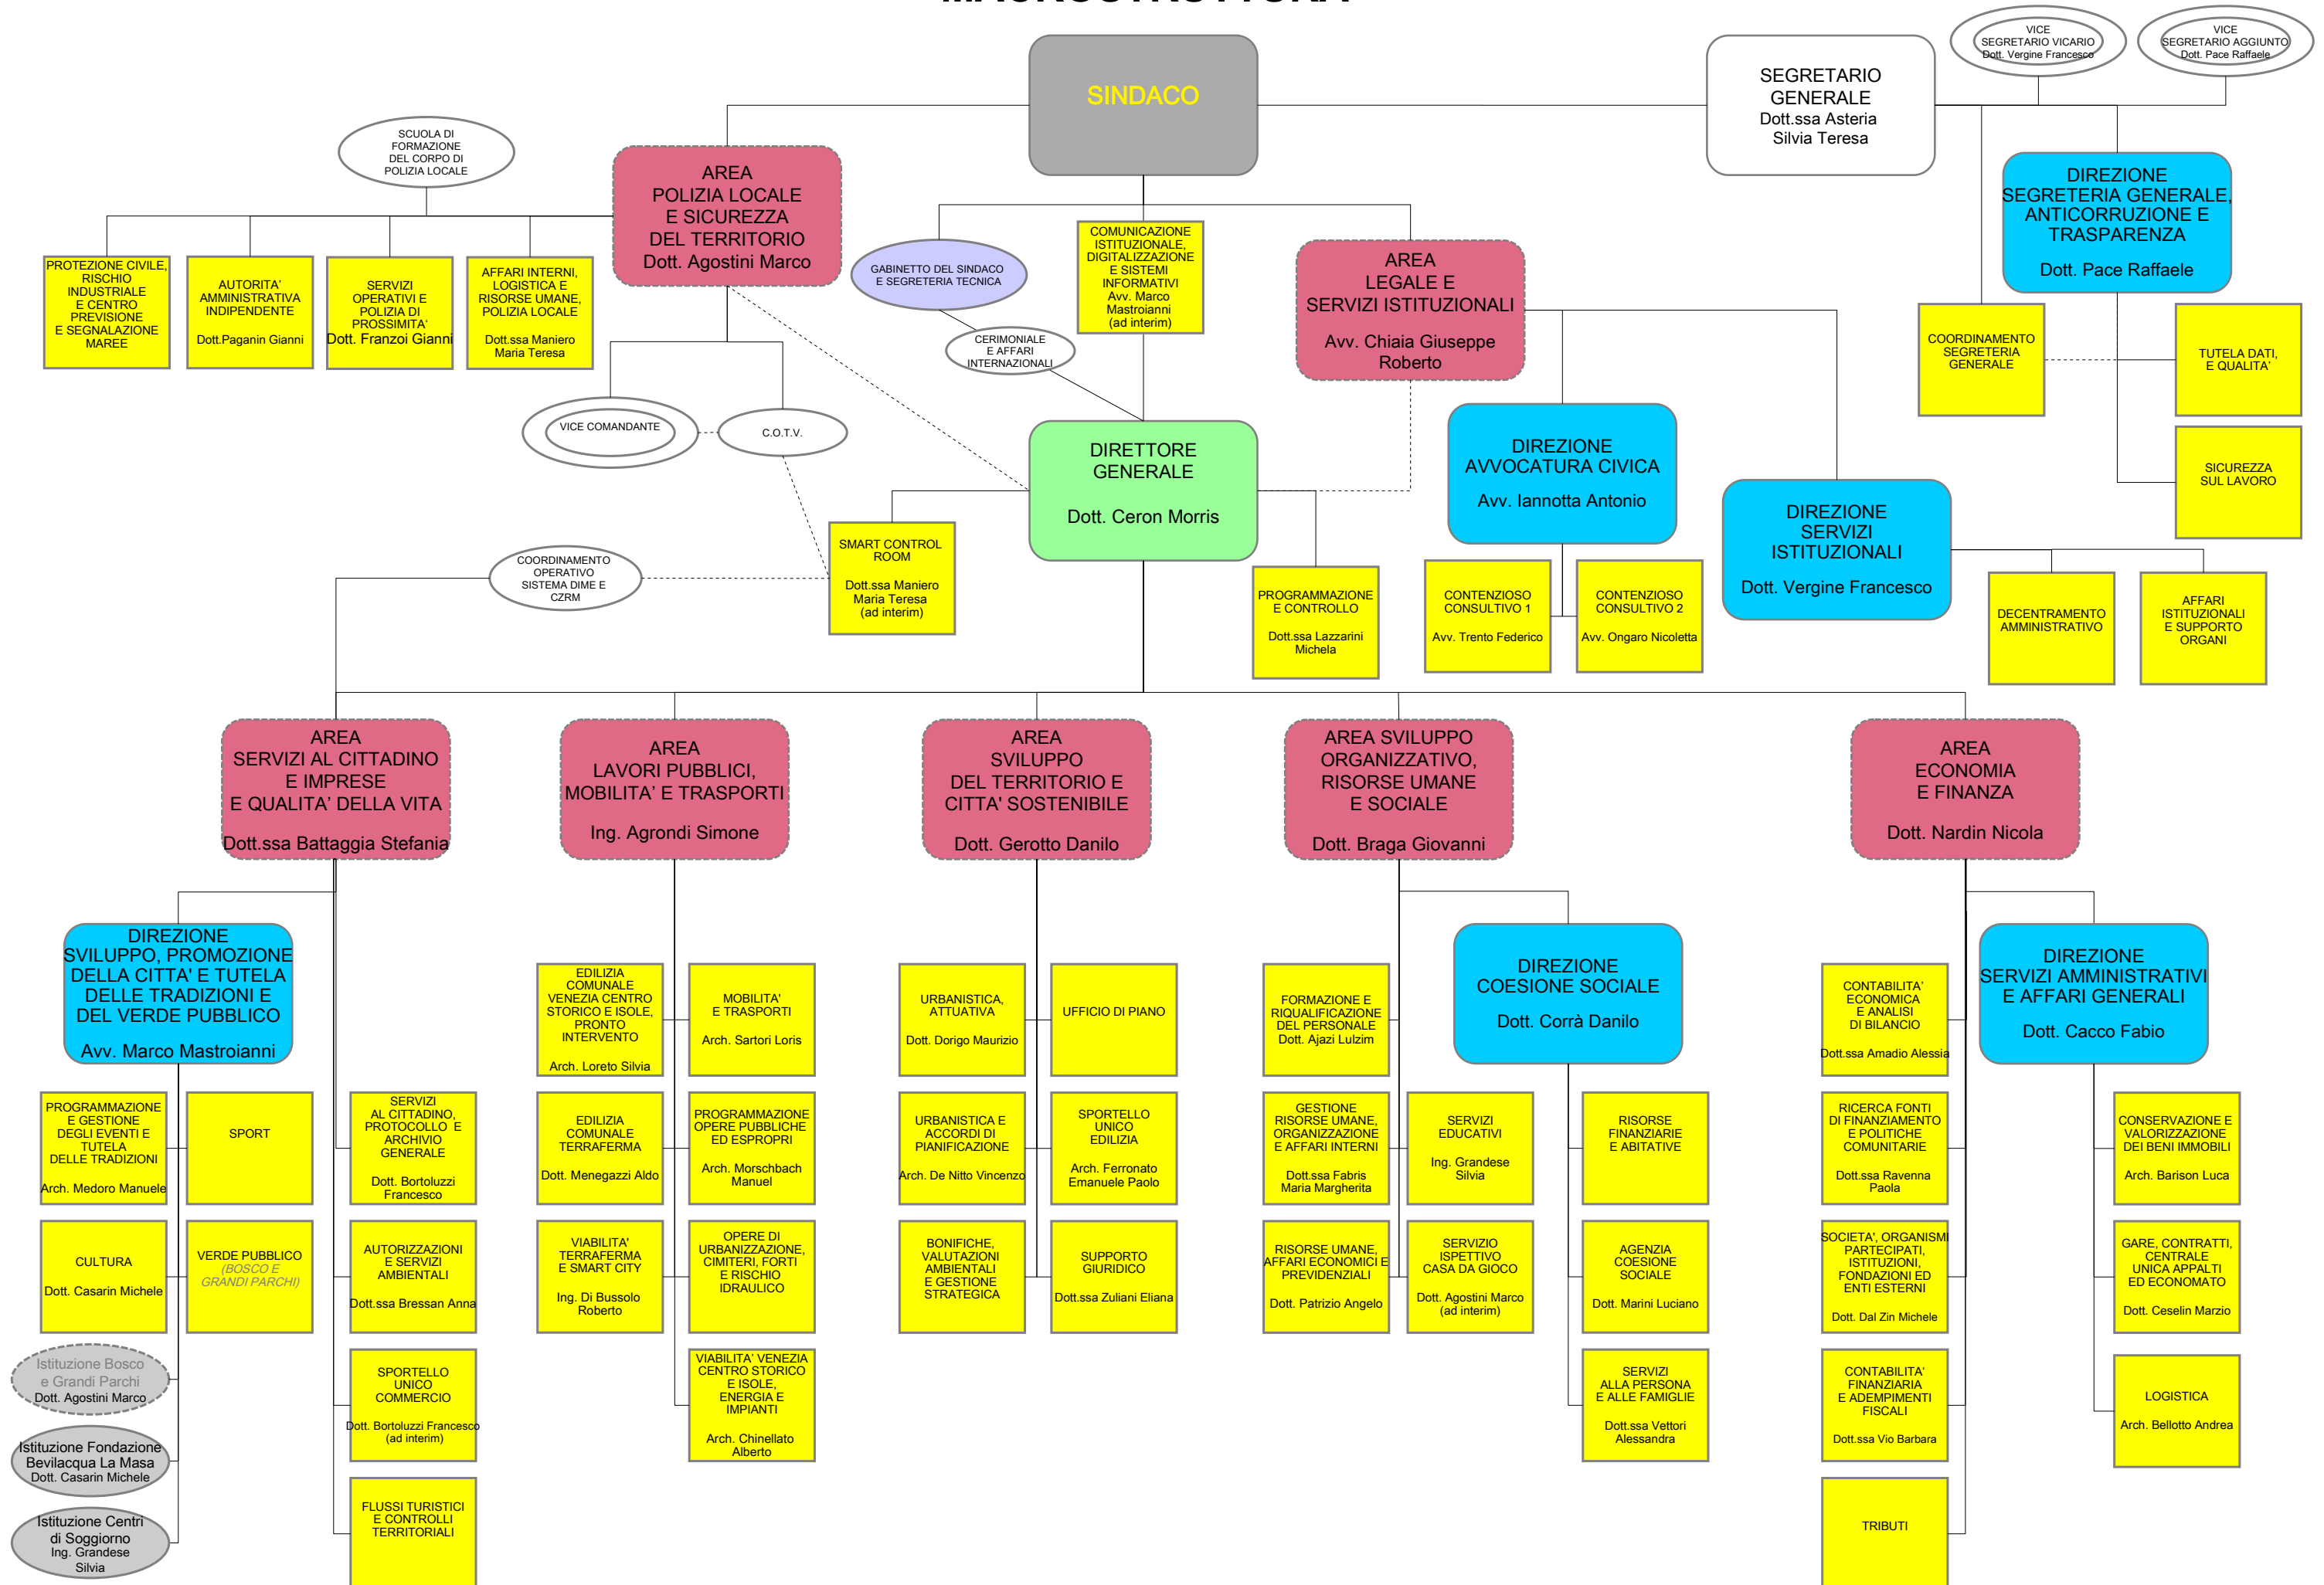 MACROSTRUTTURA
VICE
SEGRETARIO VICARIO
Dott. Vergine Francesco
VICE
SEGRETARIO AGGIUNTO
Dott. Pace Raffaele
SINDACO
SEGRETARIO
GENERALE
Dott.ssa Asteria
Silvia Teresa
SCUOLA DI
FORMAZIONE
DEL CORPO DI
POLIZIA LOCALE
AREA
POLIZIA LOCALE
E SICUREZZA
DEL TERRITORIO
Dott. Agostini Marco
DIREZIONE
SEGRETERIA GENERALE,
ANTICORRUZIONE E
TRASPARENZA
Dott. Pace Raffaele
PROTEZIONE CIVILE,
RISCHIO
INDUSTRIALE
E CENTRO
PREVISIONE
E SEGNALAZIONE
MAREE
AUTORITA'
AMMINISTRATIVA
INDIPENDENTE
Dott.Paganin Gianni
SERVIZI
OPERATIVI E
POLIZIA DI
PROSSIMITA'
Dott. Franzoi Gianni
AFFARI INTERNI,
LOGISTICA E
RISORSE UMANE,
POLIZIA LOCALE
Dott.ssa Maniero
Maria Teresa
GABINETTO DEL SINDACO
E SEGRETERIA TECNICA
COMUNICAZIONE
ISTITUZIONALE,
DIGITALIZZAZIONE
E SISTEMI
INFORMATIVI
Avv. Marco
Mastroianni
(ad interim)
AREA
LEGALE E
SERVIZI ISTITUZIONALI
Avv. Chiaia Giuseppe
Roberto
CERIMONIALE
E AFFARI
INTERNAZIONALI
COORDINAMENTO
SEGRETERIA
GENERALE
TUTELA DATI,
E QUALITA’
VICE COMANDANTE
C.O.T.V.
DIRETTORE
GENERALE
Dott. Ceron Morris
DIREZIONE
AVVOCATURA CIVICA
Avv. Iannotta Antonio
SICUREZZA
SUL LAVORO
DIREZIONE
SERVIZI
ISTITUZIONALI
Dott. Vergine Francesco
COORDINAMENTO
OPERATIVO
SISTEMA DIME E
CZRM
SMART CONTROL
ROOM
Dott.ssa Maniero
Maria Teresa
(ad interim)
PROGRAMMAZIONE
E CONTROLLO
Dott.ssa Lazzarini
Michela
CONTENZIOSO
CONSULTIVO 1
Avv. Trento Federico
CONTENZIOSO
CONSULTIVO 2
Avv. Ongaro Nicoletta
DECENTRAMENTO
AMMINISTRATIVO
AFFARI
ISTITUZIONALI
E SUPPORTO
ORGANI
AREA
SERVIZI AL CITTADINO
E IMPRESE
E QUALITA’ DELLA VITA
Dott.ssa Battaggia Stefania
AREA
LAVORI PUBBLICI,
MOBILITA’ E TRASPORTI
Ing. Agrondi Simone
AREA
SVILUPPO
DEL TERRITORIO E
CITTA' SOSTENIBILE
Dott. Gerotto Danilo
AREA SVILUPPO
ORGANIZZATIVO,
RISORSE UMANE
E SOCIALE
Dott. Braga Giovanni
AREA
ECONOMIA
E FINANZA
Dott. Nardin Nicola
DIREZIONE
SVILUPPO, PROMOZIONE
DELLA CITTA' E TUTELA
DELLE TRADIZIONI E
DEL VERDE PUBBLICO
Avv. Marco Mastroianni
EDILIZIA
COMUNALE
VENEZIA CENTRO
STORICO E ISOLE,
PRONTO
INTERVENTO
Arch. Loreto Silvia
MOBILITA'
E TRASPORTI
Arch. Sartori Loris
URBANISTICA,
ATTUATIVA
Dott. Dorigo Maurizio
UFFICIO DI PIANO
FORMAZIONE E
RIQUALIFICAZIONE
DEL PERSONALE
Dott. Ajazi Lulzim
DIREZIONE
COESIONE SOCIALE
Dott. Corrà Danilo
CONTABILITA’
ECONOMICA
E ANALISI
DI BILANCIO
Dott.ssa Amadio Alessia
DIREZIONE
SERVIZI AMMINISTRATIVI
E AFFARI GENERALI
Dott. Cacco Fabio
PROGRAMMAZIONE
E GESTIONE
DEGLI EVENTI E
TUTELA
DELLE TRADIZIONI
Arch. Medoro Manuele
SPORT
SERVIZI
AL CITTADINO,
PROTOCOLLO E
ARCHIVIO
GENERALE
Dott. Bortoluzzi
Francesco
EDILIZIA
COMUNALE
TERRAFERMA
Dott. Menegazzi Aldo
PROGRAMMAZIONE
OPERE PUBBLICHE
ED ESPROPRI
Arch. Morschbach
Manuel
URBANISTICA E
ACCORDI DI
PIANIFICAZIONE
Arch. De Nitto Vincenzo
SPORTELLO
UNICO
EDILIZIA
Arch. Ferronato
Emanuele Paolo
GESTIONE
RISORSE UMANE,
ORGANIZZAZIONE
E AFFARI INTERNI
Dott.ssa Fabris
Maria Margherita
SERVIZI
EDUCATIVI
Ing. Grandese
Silvia
RISORSE
FINANZIARIE
E ABITATIVE
RICERCA FONTI
DI FINANZIAMENTO
E POLITICHE
COMUNITARIE
Dott.ssa Ravenna
Paola
CONSERVAZIONE E
VALORIZZAZIONE
DEI BENI IMMOBILI
Arch. Barison Luca
CULTURA
Dott. Casarin Michele
VERDE PUBBLICO
(BOSCO E
GRANDI PARCHI)
AUTORIZZAZIONI
E SERVIZI
AMBIENTALI
Dott.ssa Bressan Anna
VIABILITA'
TERRAFERMA
E SMART CITY
Ing. Di Bussolo
Roberto
OPERE DI
URBANIZZAZIONE,
CIMITERI, FORTI
E RISCHIO
IDRAULICO
BONIFICHE,
VALUTAZIONI
AMBIENTALI
E GESTIONE
STRATEGICA
SUPPORTO
GIURIDICO
Dott.ssa Zuliani Eliana
RISORSE UMANE,
AFFARI ECONOMICI E
PREVIDENZIALI
Dott. Patrizio Angelo
SERVIZIO
ISPETTIVO
CASA DA GIOCO
Dott. Agostini Marco
(ad interim)
AGENZIA
COESIONE
SOCIALE
Dott. Marini Luciano
SOCIETA', ORGANISMI
PARTECIPATI,
ISTITUZIONI,
FONDAZIONI ED
ENTI ESTERNI
Dott. Dal Zin Michele
GARE, CONTRATTI,
CENTRALE
UNICA APPALTI
ED ECONOMATO
Dott. Ceselin Marzio
Istituzione Bosco
e Grandi Parchi
Dott. Agostini Marco
SPORTELLO
UNICO
COMMERCIO
Dott. Bortoluzzi Francesco
(ad interim)
VIABILITA’ VENEZIA
CENTRO STORICO
E ISOLE,
ENERGIA E
IMPIANTI
Arch. Chinellato
Alberto
SERVIZI
ALLA PERSONA
E ALLE FAMIGLIE
Dott.ssa Vettori
Alessandra
CONTABILITA’
FINANZIARIA
E ADEMPIMENTI
FISCALI
Dott.ssa Vio Barbara
LOGISTICA
Arch. Bellotto Andrea
Istituzione Fondazione
Bevilacqua La Masa
Dott. Casarin Michele
Istituzione Centri
di Soggiorno
Ing. Grandese
Silvia
FLUSSI TURISTICI
E CONTROLLI
TERRITORIALI
TRIBUTI